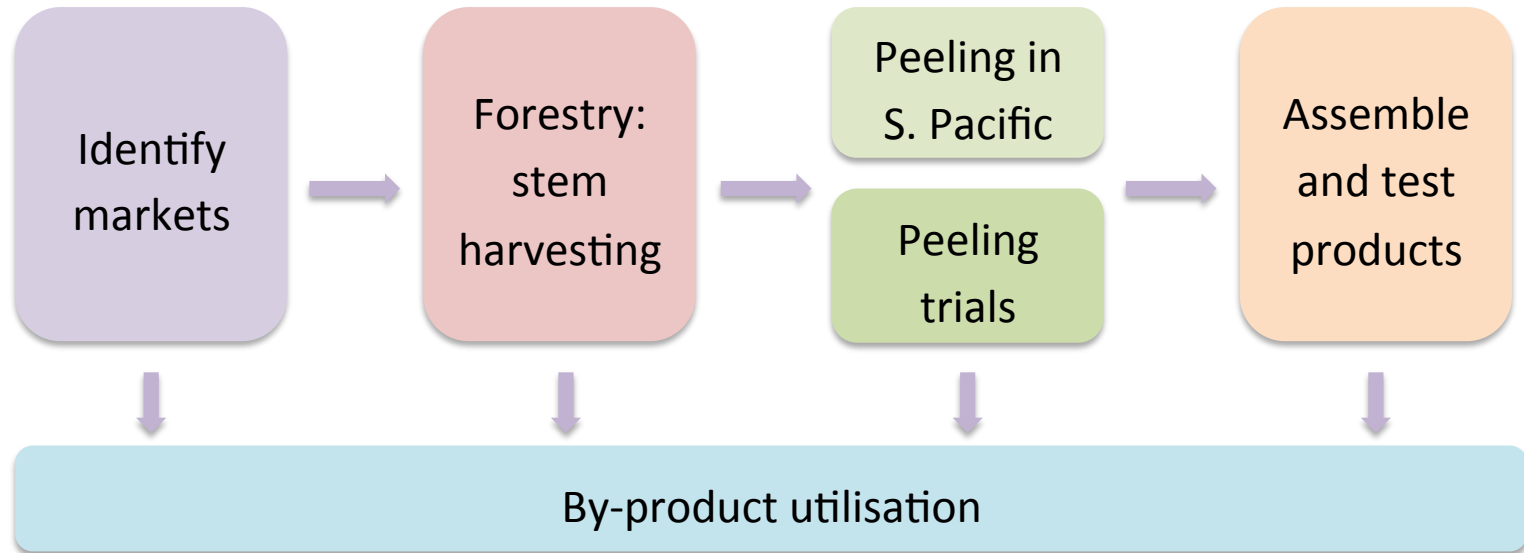 Identify
markets
Forestry:
stem
harvesting
Peeling in
S. Pacific
Peeling
trials
Assemble
and test
products
By-product utilisation